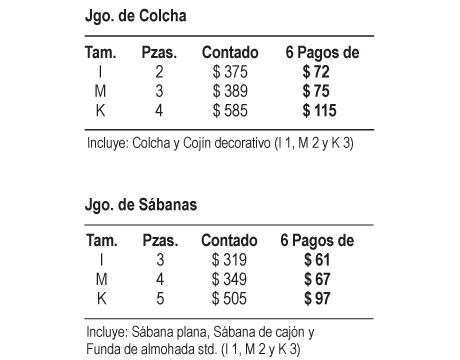 Jgo. de Colcha
Tam. Pzas. Contado 6 Pagos de
I 2 $ 375 $ 72
M 3 $ 389 $ 75
K 4 $ 585 $ 115
Incluye: Colcha y Cojín decorativo (I 1, M 2 y K 3)
Jgo. de Sábanas
Tam. Pzas. Contado 6 Pagos de
I 3 $ 319 $ 61
M 4 $ 349 $ 67
K 5 $ 505 $ 97
Incluye: Sábana plana, Sábana de cajón y
Funda de almohada std. (I 1, M 2 y K 3)